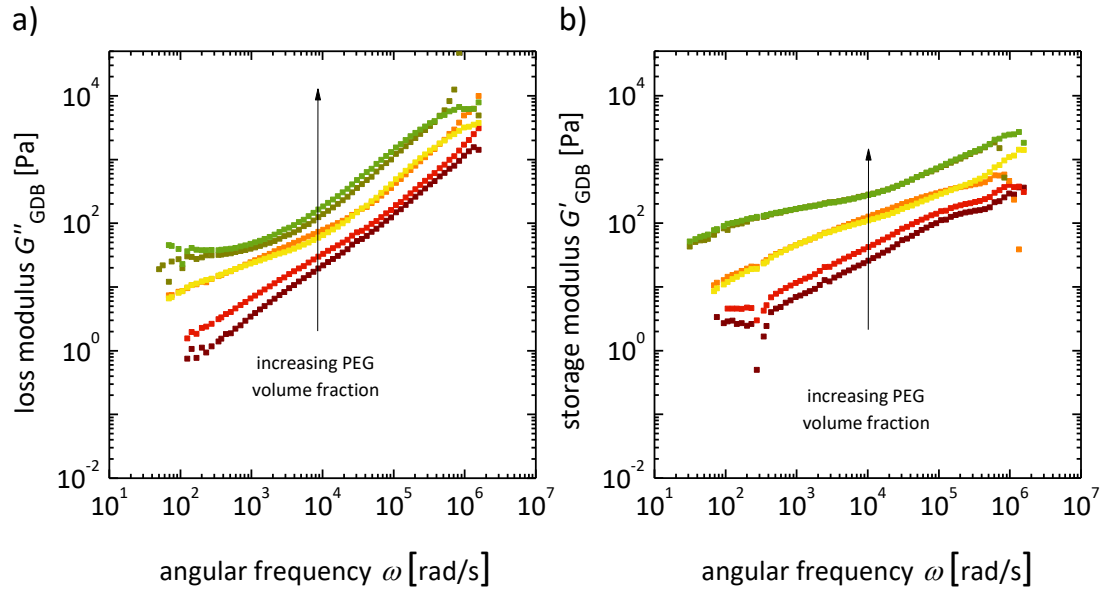 a)
loss modulus G''GDB [Pa]
10^4
10^2
10^0
10^-2
10^1 10^2 10^3 10^4 10^5 10^6 10^7
angular frequency ω [rad/s]
increasing PEG
volume fraction
b)
storage modulus G'GDB [Pa]
10^4
10^2
10^0
10^-2
10^1 10^2 10^3 10^4 10^5 10^6 10^7
angular frequency ω [rad/s]
increasing PEG
volume fraction